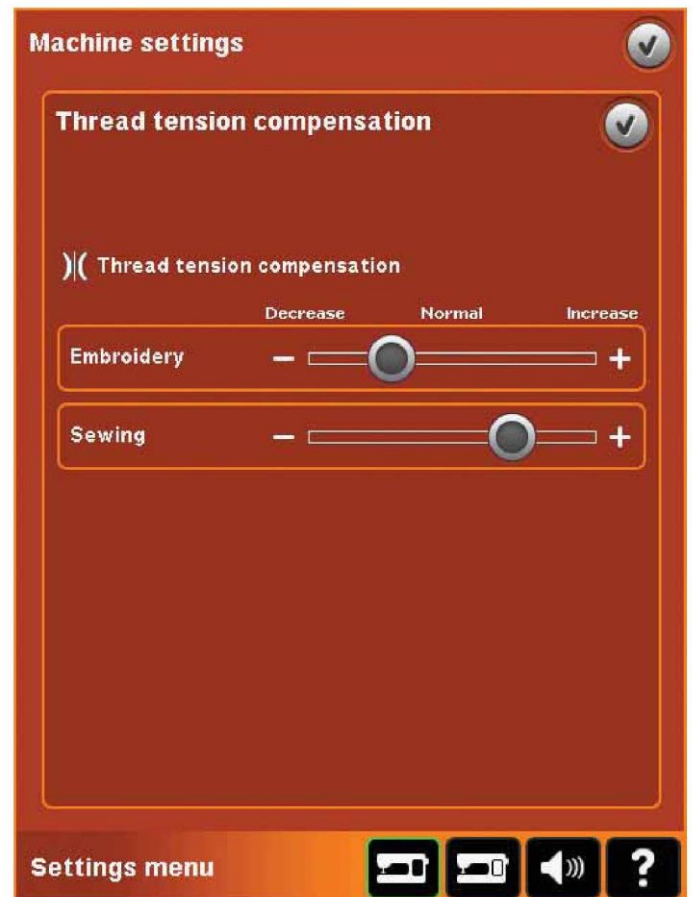 Machine settings
Thread tension compensation
Thread tension compensation
Decrease Normal Increase
Embroidery − +
Sewing − +
Settings menu ?